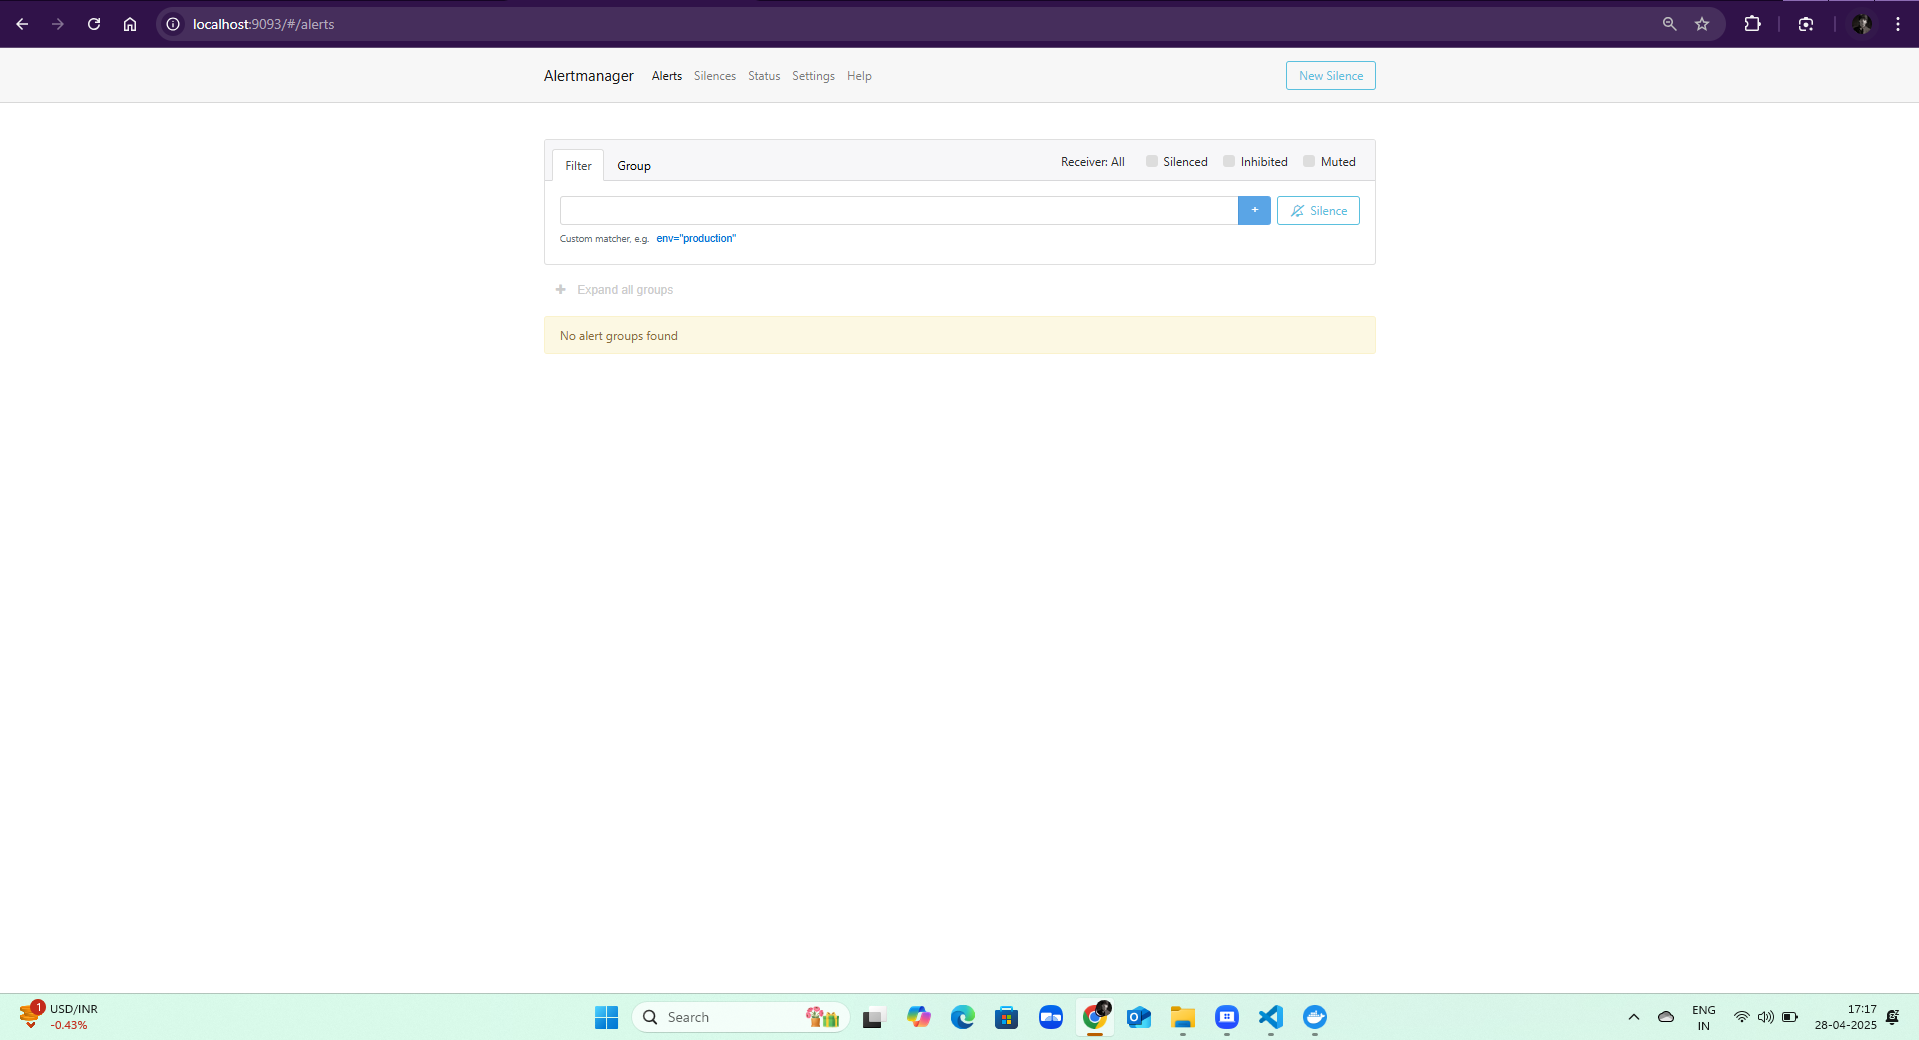 localhost:9093/#/alerts
Alertmanager Alerts Silences Status Settings Help New Silence
Filter Group Receiver: All Silenced Inhibited Muted
+ Silence
Custom matcher, e.g. env="production"
+ Expand all groups
No alert groups found
1 USD/INR
-0.43%
Search
ENG
IN
17:17
28-04-2025